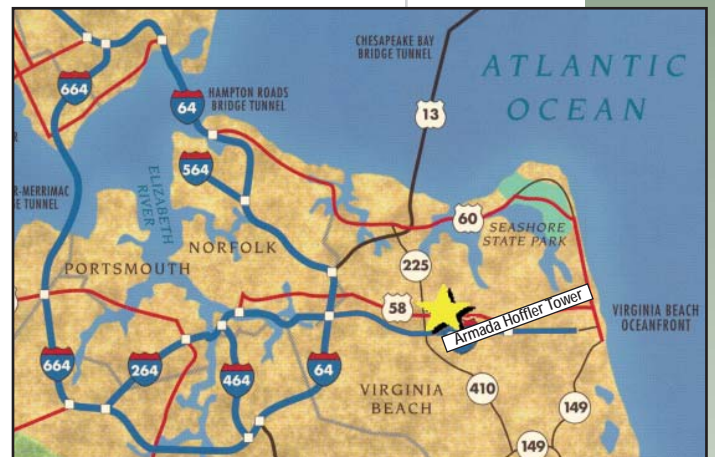 CHESAPEAKE BAY
BRIDGE TUNNEL
ATLANTIC
OCEAN
664
64
HAMPTON ROADS
BRIDGE TUNNEL
13
564
R-MERRIMAC
E TUNNEL
ELIZABETH
RIVER
60
SEASHORE
STATE PARK
NORFOLK
PORTSMOUTH
225
58
Armada Hoffler Tower
VIRGINIA BEACH
OCEANFRONT
664
264
464
64
VIRGINIA
BEACH
410
149
149